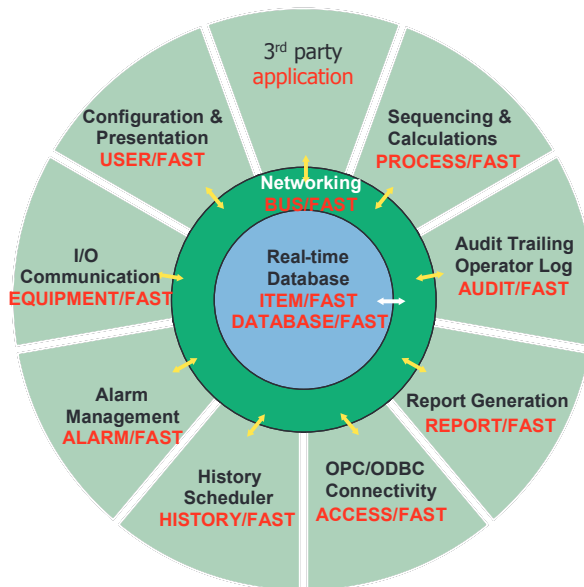 3rd party
application
Configuration &
Presentation
USER/FAST
Sequencing &
Calculations
PROCESS/FAST
Networking
BUS/FAST
I/O
Communication
EQUIPMENT/FAST
Real-time
Database
ITEM/FAST
DATABASE/FAST
Audit Trailing
Operator Log
AUDIT/FAST
Alarm
Management
ALARM/FAST
Report Generation
REPORT/FAST
History
Scheduler
HISTORY/FAST
OPC/ODBC
Connectivity
ACCESS/FAST